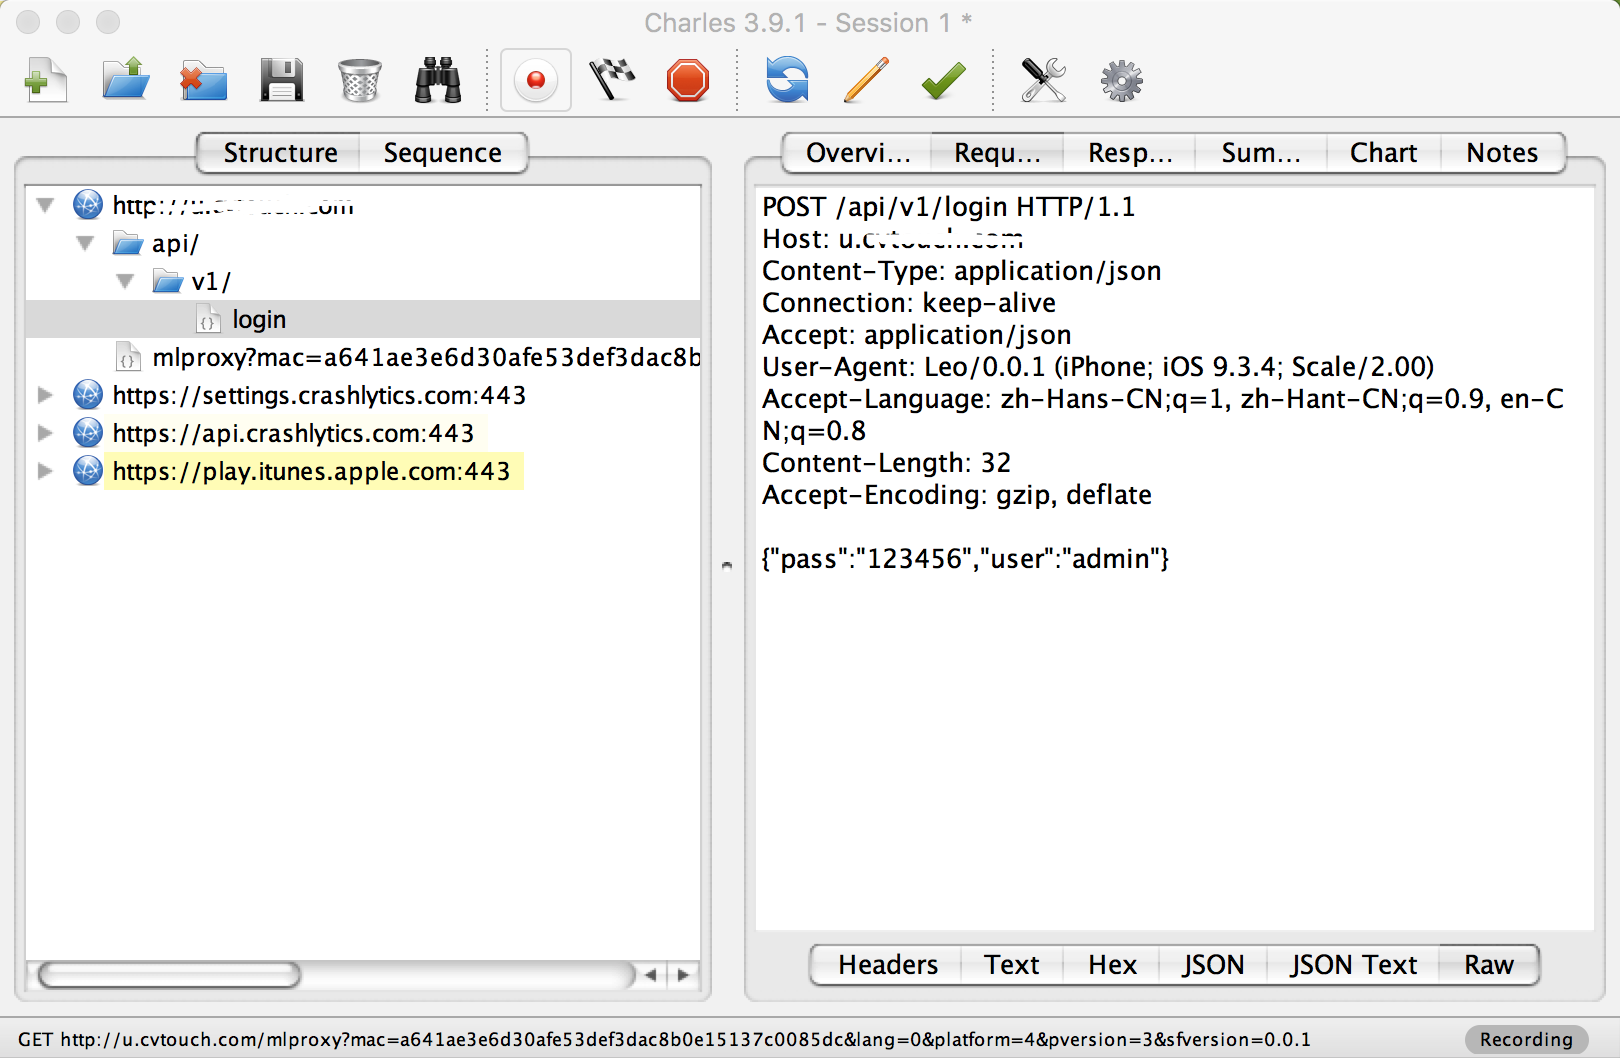 Charles 3.9.1 - Session 1 *
Structure
Sequence
http://u.cvtouch.com
api/
v1/
login
mlproxy?mac=a641ae3e6d30afe53def3dac8b
https://settings.crashlytics.com:443
https://api.crashlytics.com:443
https://play.itunes.apple.com:443
Overvi...
Requ...
Resp...
Sum...
Chart
Notes
POST /api/v1/login HTTP/1.1
Host: u.cvtouch.com
Content-Type: application/json
Connection: keep-alive
Accept: application/json
User-Agent: Leo/0.0.1 (iPhone; iOS 9.3.4; Scale/2.00)
Accept-Language: zh-Hans-CN;q=1, zh-Hant-CN;q=0.9, en-C
N;q=0.8
Content-Length: 32
Accept-Encoding: gzip, deflate
{"pass":"123456","user":"admin"}
Headers
Text
Hex
JSON
JSON Text
Raw
GET http://u.cvtouch.com/mlproxy?mac=a641ae3e6d30afe53def3dac8b0e15137c0085dc&lang=0&platform=4&pversion=3&sfversion=0.0.1
Recording